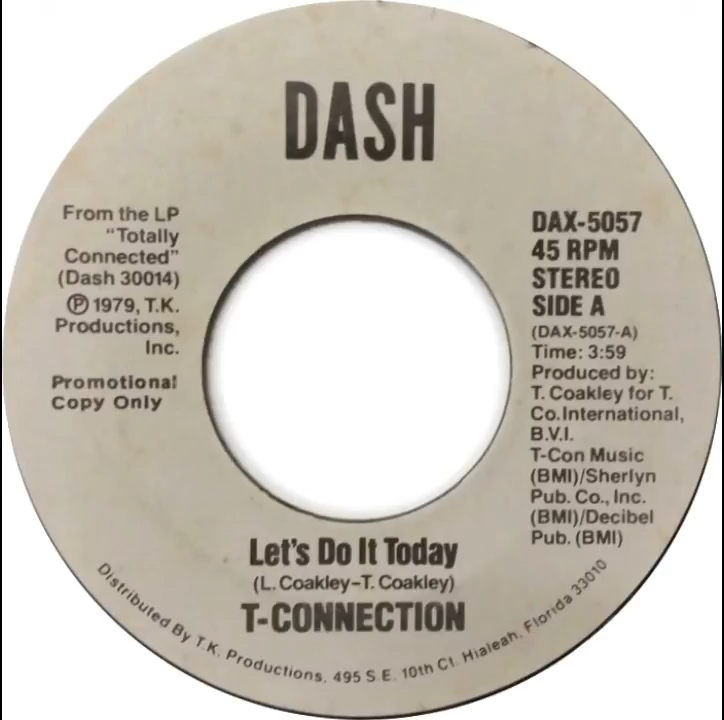 DASH
From the LP
"Totally
Connected"
(Dash 30014)
Ⓟ 1979, T.K.
Productions,
Inc.
Promotional
Copy Only
DAX-5057
45 RPM
STEREO
SIDE A
(DAX-5057-A)
Time: 3:59
Produced by:
T. Coakley for T.
Co.International,
B.V.I.
T-Con Music
(BMI)/Sherlyn
Pub. Co., Inc.
(BMI)/Decibel
Pub. (BMI)
Let's Do It Today
(L. Coakley-T. Coakley)
T-CONNECTION
Distributed By T.K. Productions, 495 S.E. 10th Ct. Hialeah, Florida 33010